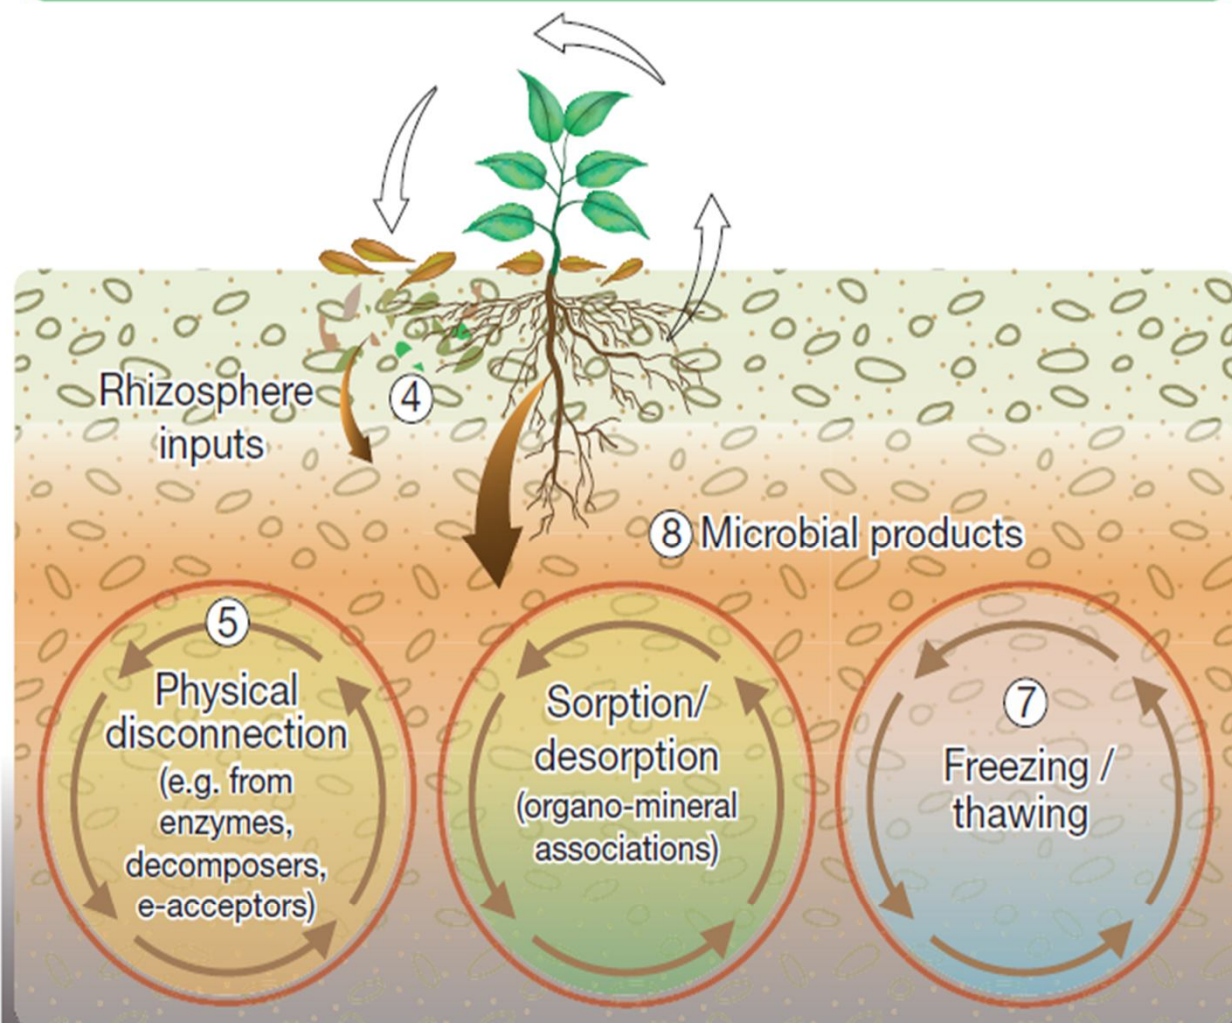 Rhizosphere
inputs
4
8 Microbial products
5
Physical
disconnection
(e.g. from
enzymes,
decomposers,
e-acceptors)
Sorption/
desorption
(organo-mineral
associations)
7
Freezing /
thawing